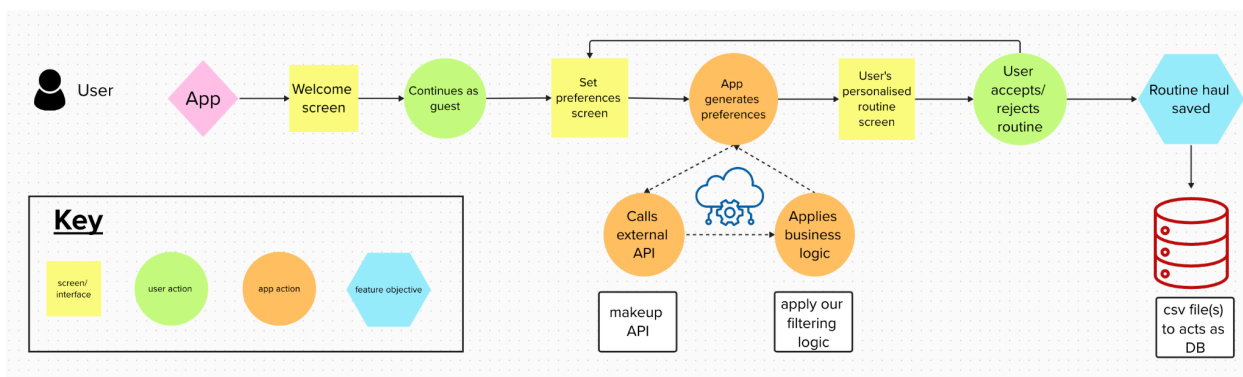 User
App
Welcome
screen
Continues as
guest
Set
preferences
screen
App
generates
preferences
User's
personalised
routine
screen
User
accepts/
rejects
routine
Routine haul
saved
Calls
external
API
Applies
business
logic
makeup
API
apply our
filtering
logic
csv file(s)
to acts as
DB
Key
screen/
interface
user action
app action
feature objective